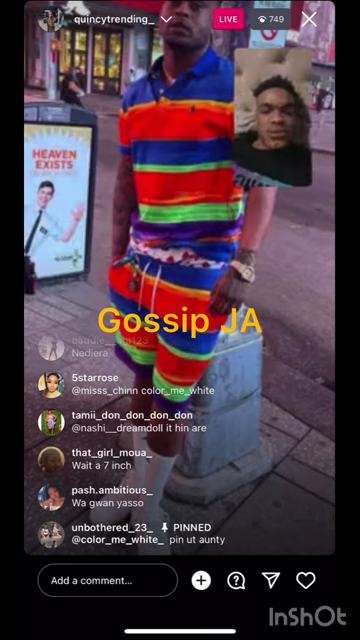 quincytrending_
LIVE
749
HEAVEN
EXISTS
Gossip JA
Nediera
5starrose
@misss_chinn color_me_white
tamii_don_don_don_don
@nashi__dreamdoll it hin are
that_girl_moua_
Wait a 7 inch
pash.ambitious_
Wa gwan yasso
unbothered_23_ PINNED
@color_me_white_ pin ut aunty
Add a comment...
InShOt